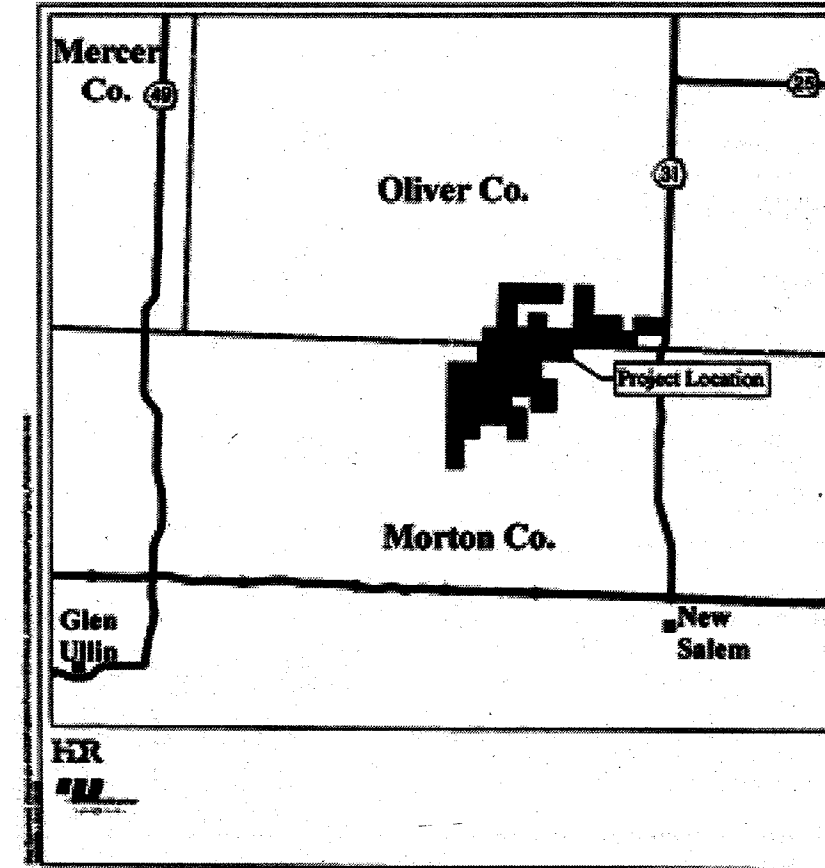 Mercer
Co.
49
25
31
Oliver Co.
Project Location
Morton Co.
Glen
Ullin
New
Salem
HDR